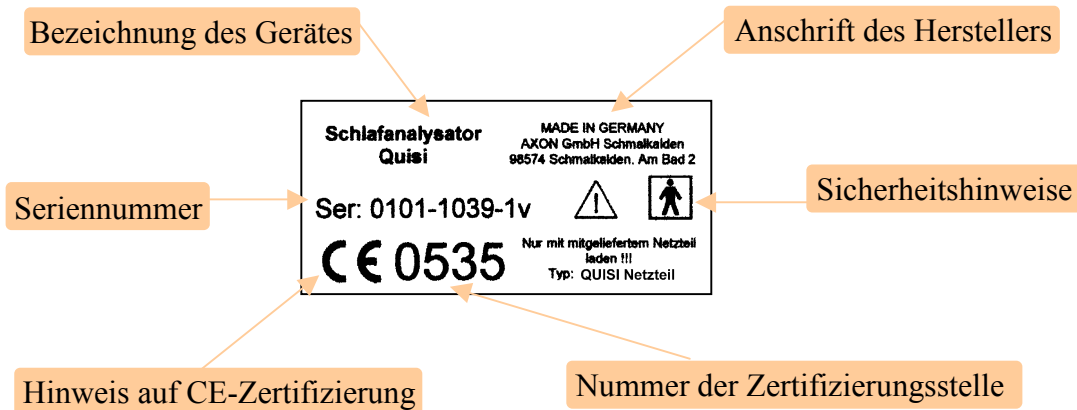 Bezeichnung des Gerätes
Anschrift des Herstellers
Schlafanalysator
Quisi
MADE IN GERMANY
AXON GmbH Schmalkalden
98574 Schmalkalden. Am Bad 2
Seriennummer
Ser: 0101-1039-1v
Sicherheitshinweise
CE 0535
Nur mit mitgeliefertem Netzteil
laden !!!
Typ: QUISI Netzteil
Hinweis auf CE-Zertifizierung
Nummer der Zertifizierungsstelle